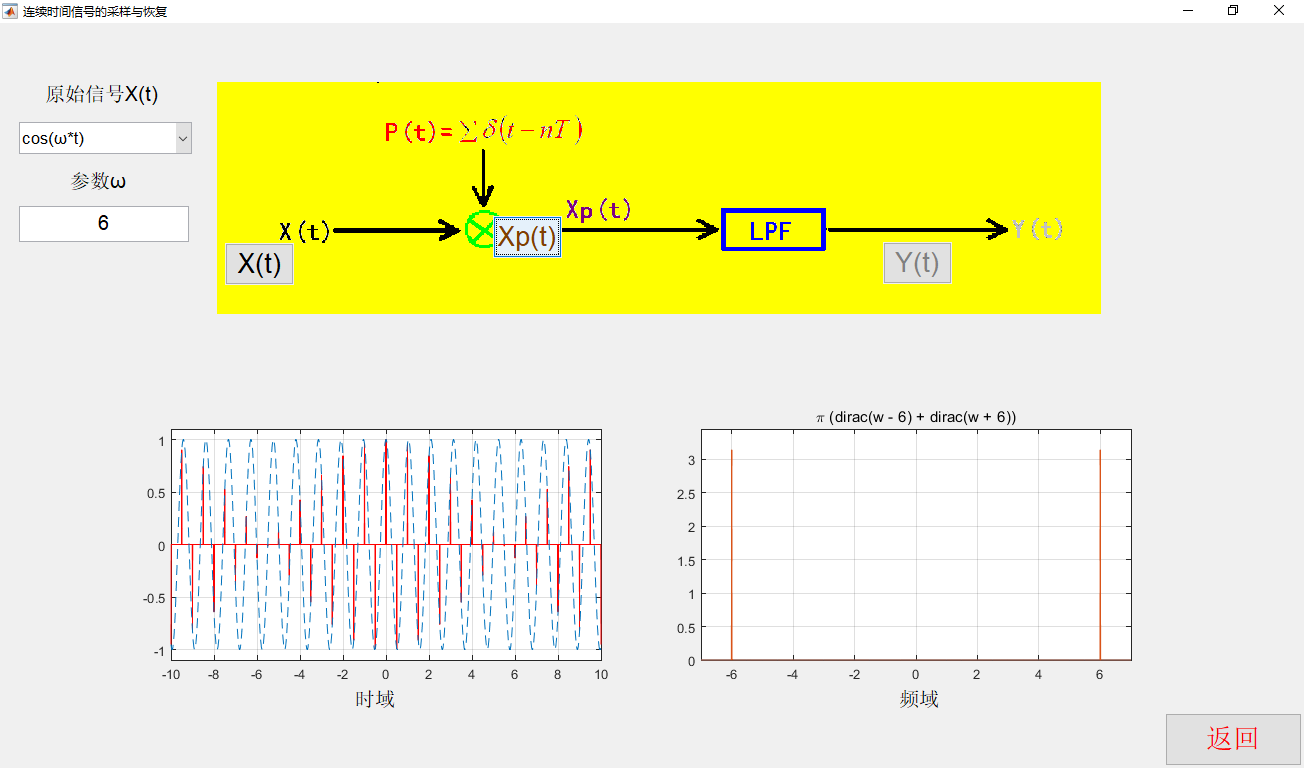 连续时间信号的采样与恢复
原始信号X(t)
cos(ω*t)
参数ω
6
P(t)=∑δ(t−nT)
X(t)
Xp(t)
LPF
Y(t)
X(t)
Xp(t)
Y(t)
π (dirac(w - 6) + dirac(w + 6))
1
0.5
0
-0.5
-1
-10 -8 -6 -4 -2 0 2 4 6 8 10
时域
3
2.5
2
1.5
1
0.5
0
-6 -4 -2 0 2 4 6
频域
返回